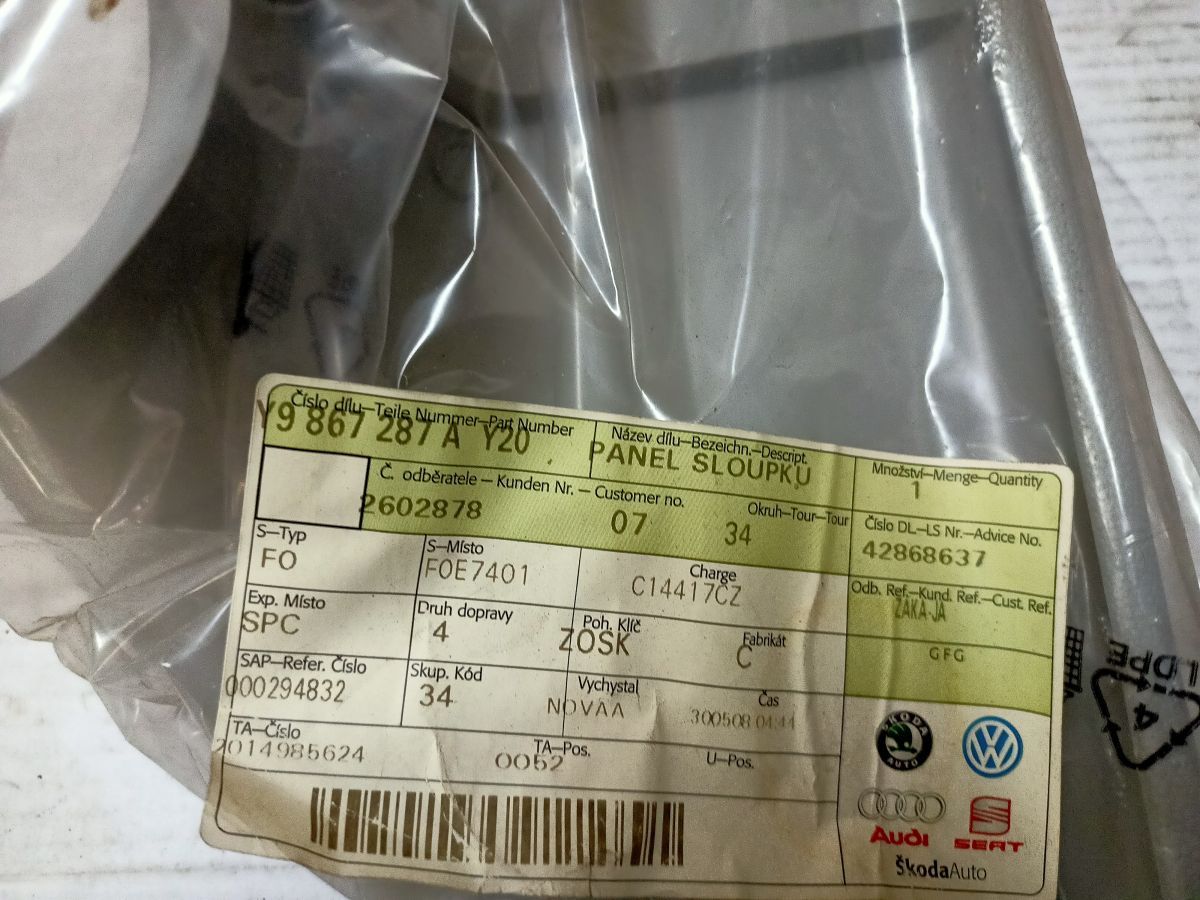 Číslo dílu–Teile Nummer–Part Number
Y9 867 287 A Y20
Název dílu–Bezeichn.–Descript.
PANEL SLOUPKU
Množství–Menge–Quantity
1
Č. odběratele – Kunden Nr. – Customer no.
Okruh–Tour–Tour
2602878 07 34
Číslo DL–LS Nr.–Advice No.
42868637
S–Typ
FO
S–Místo
F0E7401
Charge
C14417CZ
Odb. Ref.–Kund. Ref.–Cust. Ref.
ZAKA-JA
GFG
Exp. Místo
SPC
Druh dopravy
4
Poh. Klíč
ZOSK
Fabrikát
C
SAP–Refer. Číslo
000294832
Skup. Kód
34
Vychystal
NOVAA
Čas
300508 04:44
TA–Číslo
2014985624
TA–Pos.
0052
U–Pos.
ŠKODA
AUTO
Audi
SEAT
ŠkodaAuto
4